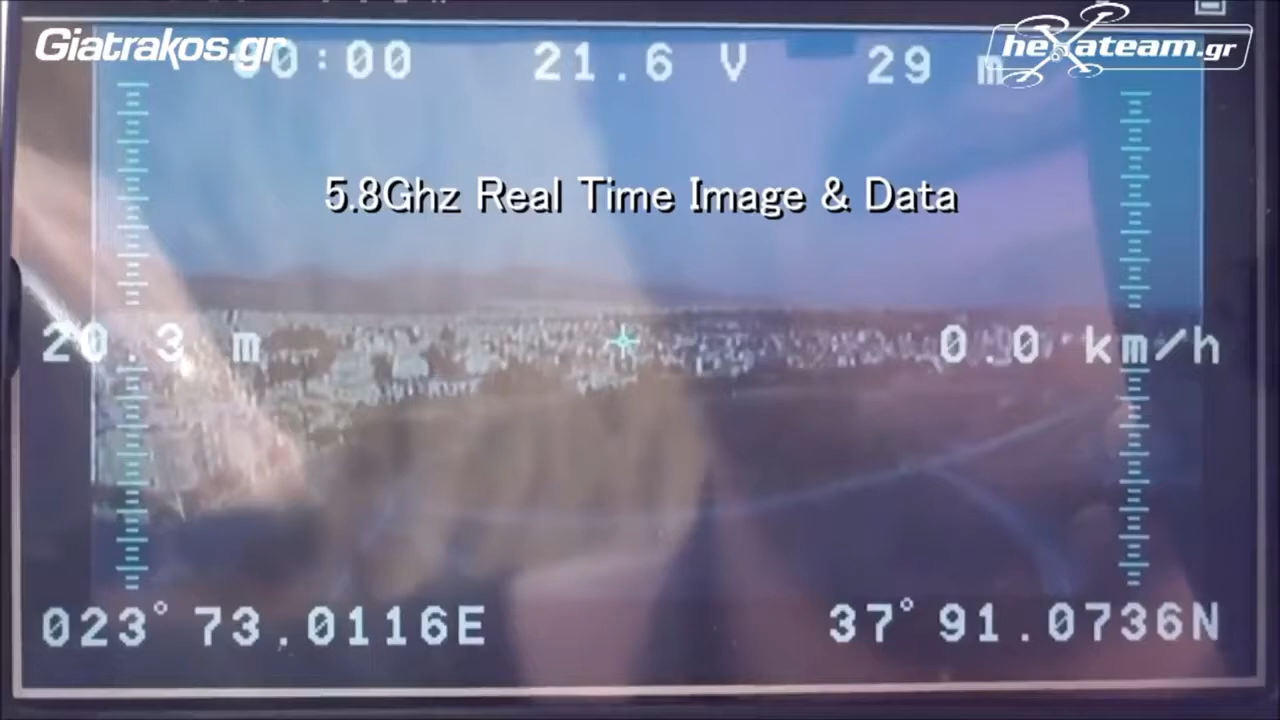 Giatrakos.gr
hexateam.gr
00:00 21.6 V 29 m
5.8Ghz Real Time Image & Data
20.3 m 0.0 km/h
023° 73.0116E 37° 91.0736N